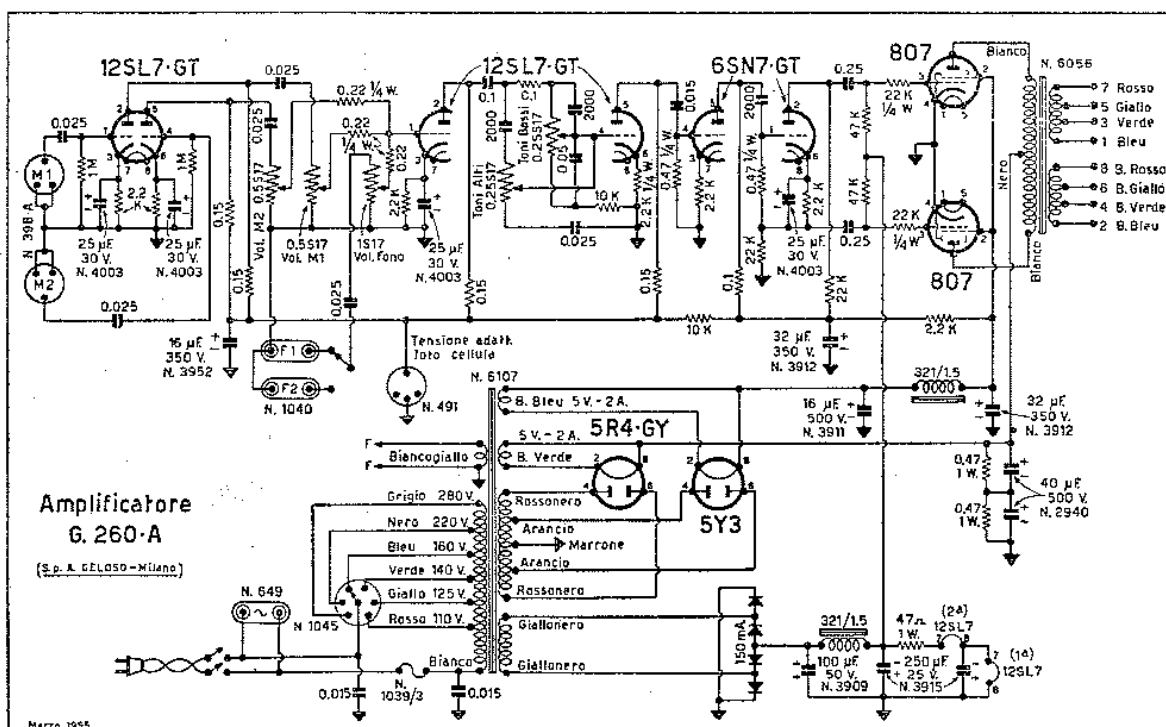 12SL7·GT
12SL7·GT
6SN7·GT
807
N. 6056
Bianco
7 Rosso
5 Giallo
3 Verde
1 Bleu
8 B. Rosso
6 B. Giallo
4 B. Verde
2 B. Bleu
Nero
Bianco
807
0.025
M1
N 398-A
M2
0.025
1M
1M
2.2 K
25 µF
30 V.
N. 4003
25 µF
30 V.
N. 4003
0.15
0.15
0.025
0.025
0.5S17
Vol. M2
0.5S17
Vol. M1
0.22 ¼ W.
0.22
¼ W.
0.22
1S17
Vol. Fono
2.2 K
25 µF
30 V.
N. 4003
0.025
0.1
0.1
2000
2000
Toni Bassi
0.25S17
0.05
Toni Alti
0.25S17
10 K
0.025
0.15
2.2 K ¼ W
0.15
0.015
0.47 ¼ W.
2.2 K
0.1
2000
0.47 ¼ W.
22 K
25 µF
30 V.
N. 4003
2.2 K
22 K
0.25
47 K
47 K
0.25
22 K
¼ W
22 K
¼ W
10 K
2.2 K
16 µF
350 V.
N. 3952
F1
F2
N. 1040
Tensione adatt.
foto cellula
N. 491
32 µF
350 V.
N. 3912
321/1.5
16 µF
500 V.
N. 3911
32 µF
350 V.
N. 3912
0.47
1 W.
0.47
1 W.
40 µF
500 V.
N. 2940
N. 6107
B. Bleu 5 V. - 2 A.
5 V. - 2 A.
B. Verde
5R4·GY
5Y3
F
F
Biancogiallo
Rossonero
Arancio
Marrone
Arancio
Rossonero
Giallonero
Giallonero
Grigio 280 V.
Nero 220 V.
Bleu 160 V.
Verde 140 V.
Giallo 125 V.
Rosso 110 V.
Bianco
Amplificatore
G. 260·A
(S.p.A. GELOSO-Milano)
N. 649
N 1045
0.015
N.
1039/3
0.015
150 mA
321/1.5
100 µF
50 V.
N. 3909
47 Ω
1 W.
250 µF
25 V.
N. 3915
(2ª)
12SL7
(1ª)
12SL7
Marzo 1955